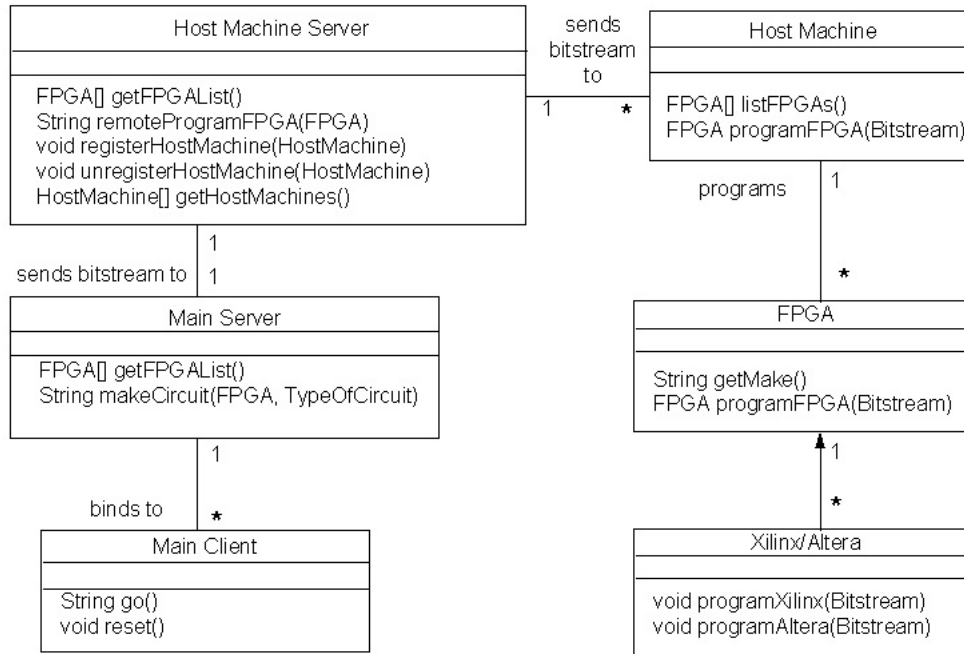 Host Machine Server
FPGA[] getFPGAList()
String remoteProgramFPGA(FPGA)
void registerHostMachine(HostMachine)
void unregisterHostMachine(HostMachine)
HostMachine[] getHostMachines()
sends
bitstream
to
1
*
Host Machine
FPGA[] listFPGAs()
FPGA programFPGA(Bitstream)
1
sends bitstream to
1
programs
1
*
Main Server
FPGA[] getFPGAList()
String makeCircuit(FPGA, TypeOfCircuit)
FPGA
String getMake()
FPGA programFPGA(Bitstream)
1
binds to
*
1
*
Main Client
String go()
void reset()
Xilinx/Altera
void programXilinx(Bitstream)
void programAltera(Bitstream)